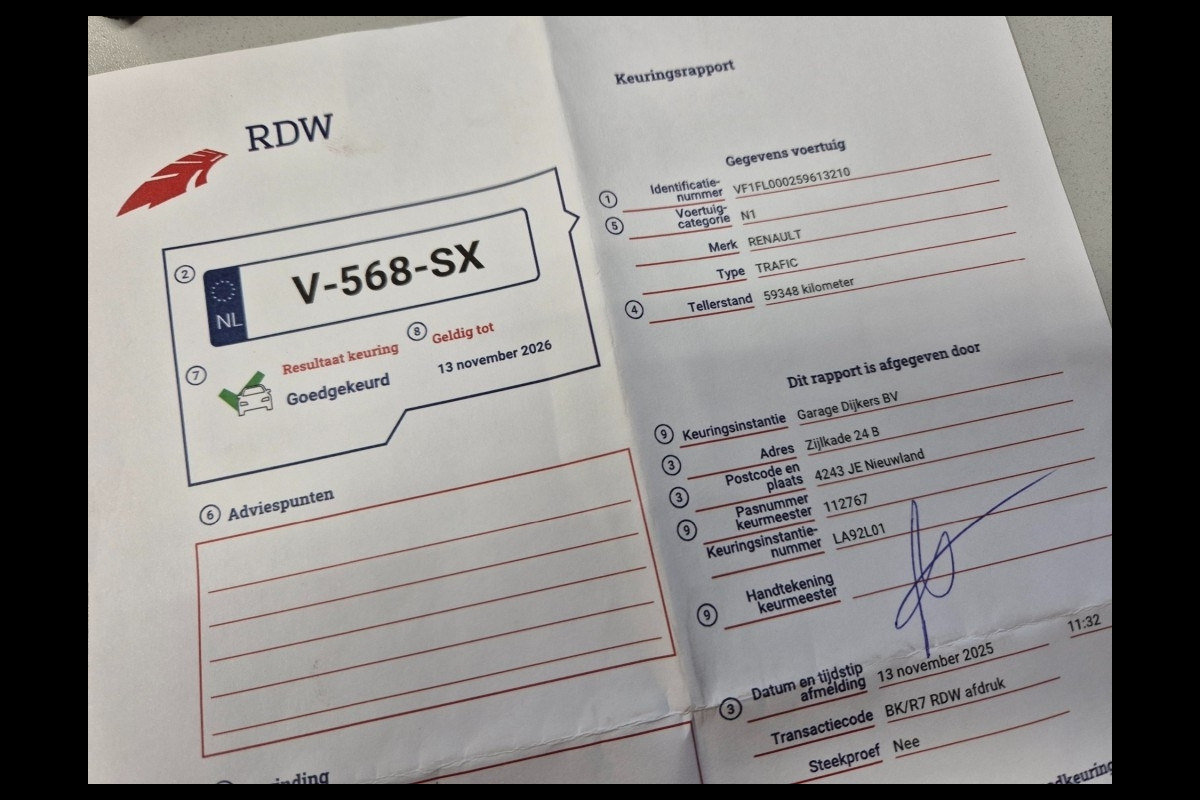 RDW
2
NL
V-568-SX
7
Resultaat keuring
Goedgekeurd
8
Geldig tot
13 november 2026
6 Adviespunten
Keuringsrapport
Gegevens voertuig
1 Identificatie-
nummer VF1FL000259613210
5 Voertuig-
categorie N1
Merk RENAULT
Type TRAFIC
4 Tellerstand 59348 kilometer
Dit rapport is afgegeven door
9 Keuringsinstantie Garage Dijkers BV
3 Adres Zijlkade 24 B
3 Postcode en
plaats 4243 JE Nieuwland
9 Pasnummer
keurmeester 112767
Keuringsinstantie-
nummer LA92L01
9 Handtekening
keurmeester
3 Datum en tijdstip
afmelding 13 november 2025 11:32
Transactiecode BK/R7 RDW afdruk
Steekproef Nee